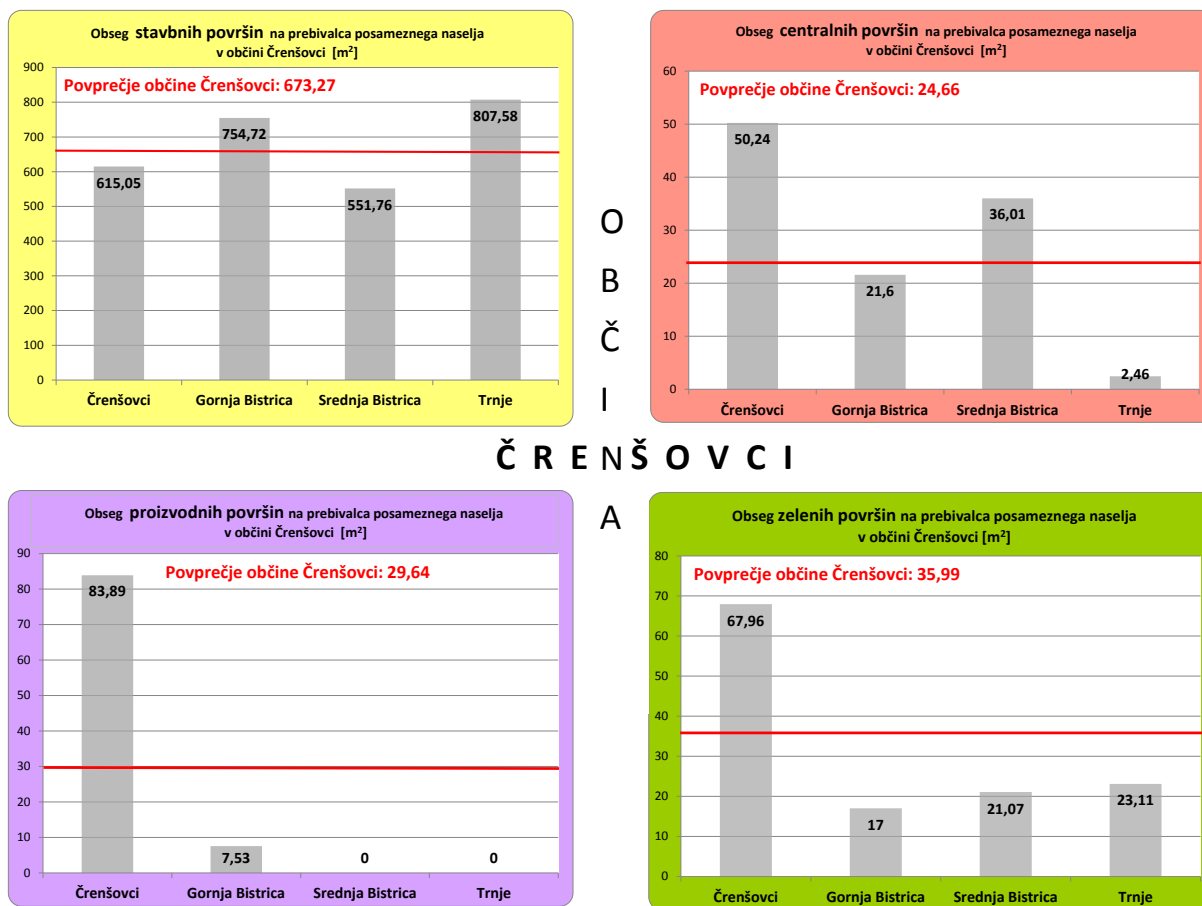 Obseg stavbnih površin na prebivalca posameznega naselja
v občini Črenšovci [m²]
900
800
700
600
500
400
300
200
100
0
Povprečje občine Črenšovci: 673,27
615,05
754,72
551,76
807,58
Črenšovci
Gornja Bistrica
Srednja Bistrica
Trnje
Obseg centralnih površin na prebivalca posameznega naselja
v občini Črenšovci [m²]
60
50
40
30
20
10
0
Povprečje občine Črenšovci: 24,66
50,24
21,6
36,01
2,46
Črenšovci
Gornja Bistrica
Srednja Bistrica
Trnje
O
B
Č
I
ČRENŠOVCI
A
Obseg proizvodnih površin na prebivalca posameznega naselja
v občini Črenšovci [m²]
90
80
70
60
50
40
30
20
10
0
Povprečje občine Črenšovci: 29,64
83,89
7,53
0
0
Črenšovci
Gornja Bistrica
Srednja Bistrica
Trnje
Obseg zelenih površin na prebivalca posameznega naselja
v občini Črenšovci [m²]
80
70
60
50
40
30
20
10
0
Povprečje občine Črenšovci: 35,99
67,96
17
21,07
23,11
Črenšovci
Gornja Bistrica
Srednja Bistrica
Trnje